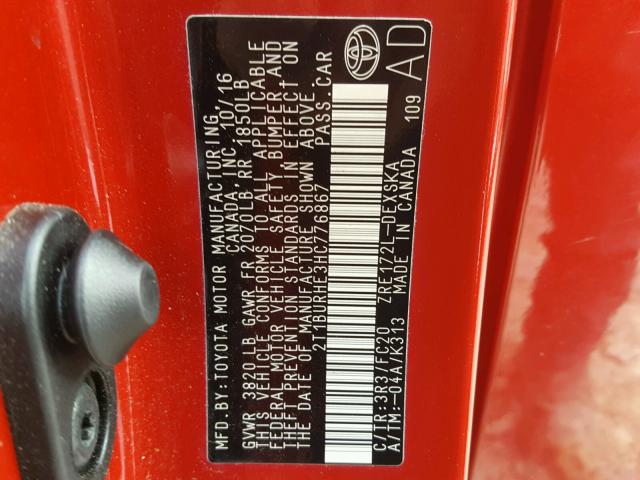 MFD. BY: TOYOTA MOTOR MANUFACTURING
CANADA, INC. 10/16
GVWR 3820LB GAWR FR 2070LB RR 1850LB
THIS VEHICLE CONFORMS TO ALL APPLICABLE
FEDERAL MOTOR VEHICLE SAFETY, BUMPER, AND
THEFT PREVENTION STANDARDS IN EFFECT ON
THE DATE OF MANUFACTURE SHOWN ABOVE.
2T1BURHE3HC776867 PASS. CAR
C/TR:3R3/FC20 ZRE172L-DEXSKA
A/TM:-04A/K313 MADE IN CANADA 109
AD